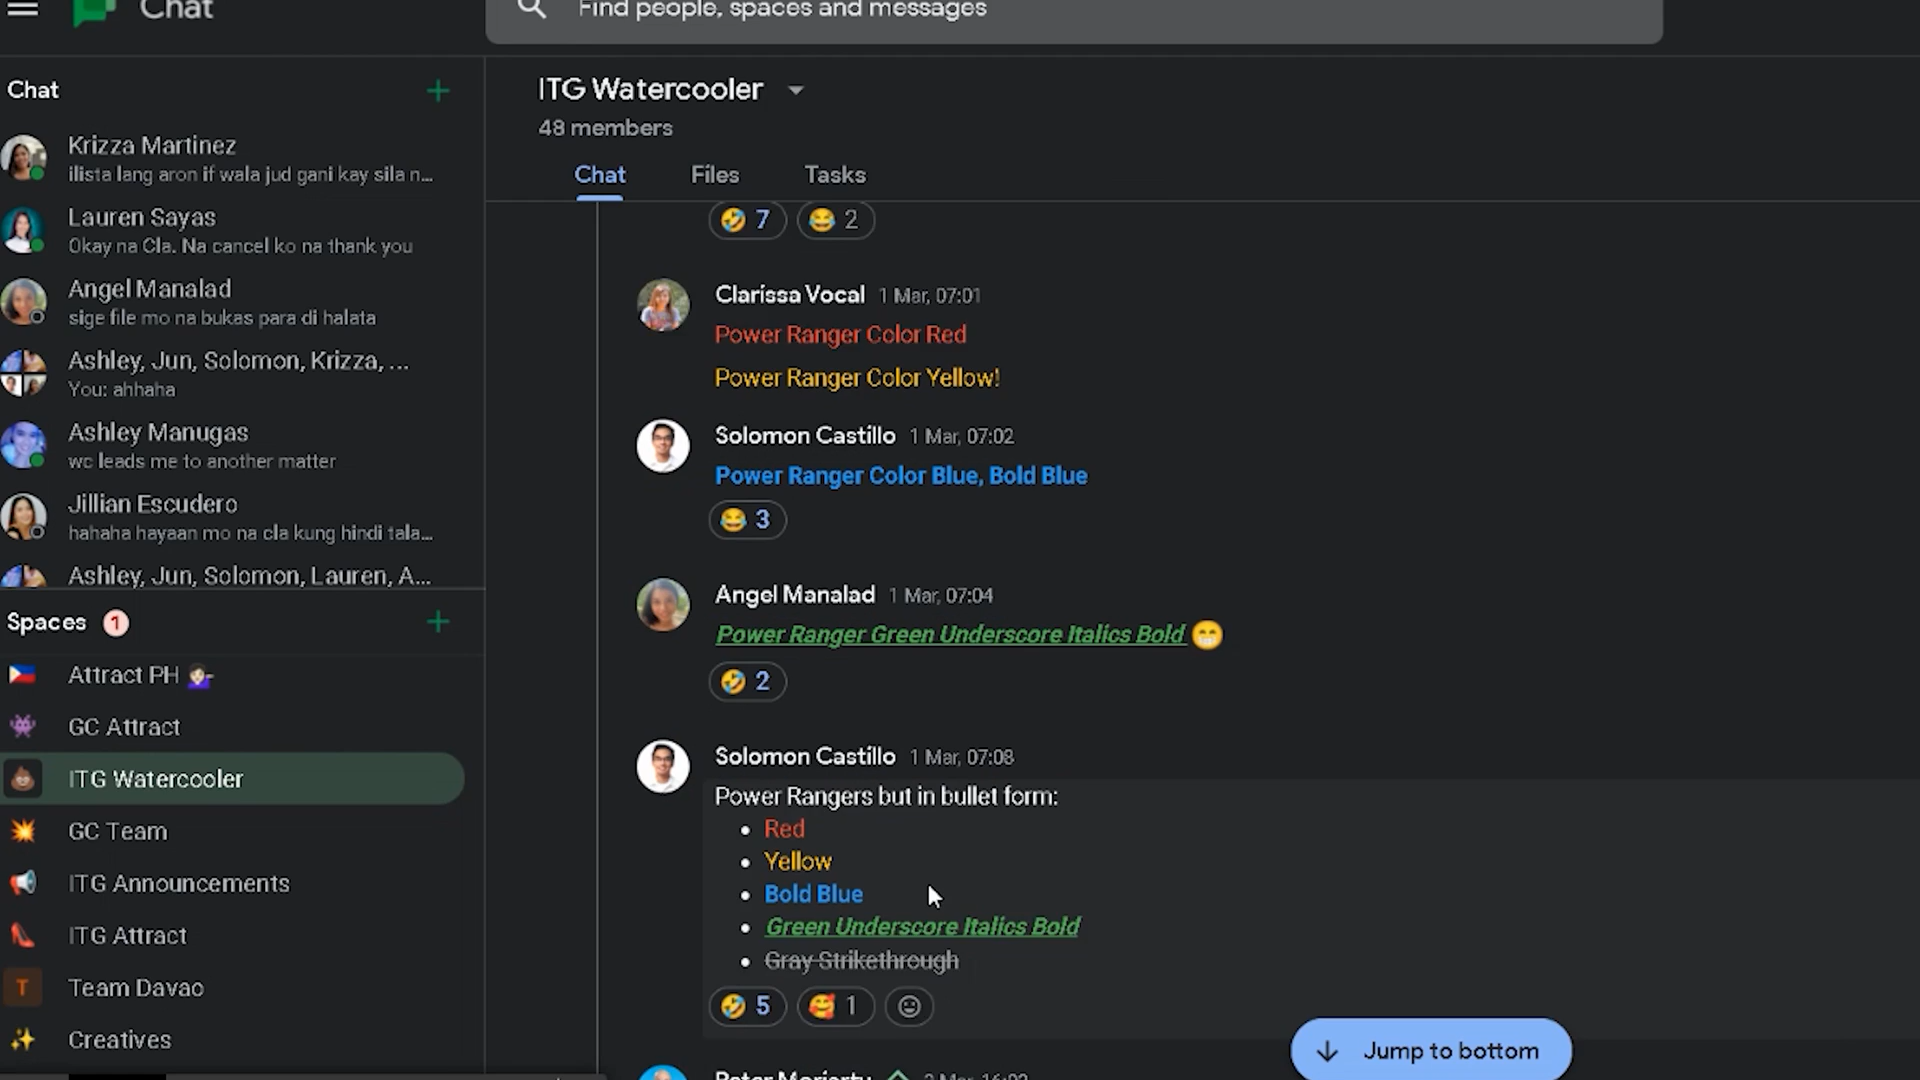 Chat
Find people, spaces and messages
Chat
Krizza Martinez
ilista lang aron if wala jud gani kay sila n...
Lauren Sayas
Okay na Cla. Na cancel ko na thank you
Angel Manalad
sige file mo na bukas para di halata
Ashley, Jun, Solomon, Krizza, ...
You: ahhaha
Ashley Manugas
wc leads me to another matter
Jillian Escudero
hahaha hayaan mo na cla kung hindi tala...
Ashley, Jun, Solomon, Lauren, A...
Spaces 1
Attract PH
GC Attract
ITG Watercooler
GC Team
ITG Announcements
ITG Attract
T Team Davao
Creatives
ITG Watercooler
48 members
Chat Files Tasks
7 2
Clarissa Vocal 1 Mar, 07:01
Power Ranger Color Red
Power Ranger Color Yellow!
Solomon Castillo 1 Mar, 07:02
Power Ranger Color Blue, Bold Blue
3
Angel Manalad 1 Mar, 07:04
Power Ranger Green Underscore Italics Bold 😁
2
Solomon Castillo 1 Mar, 07:08
Power Rangers but in bullet form:
• Red
• Yellow
• Bold Blue
• Green Underscore Italics Bold
• Gray Strikethrough
5 1
Jump to bottom
Peter Moriarty